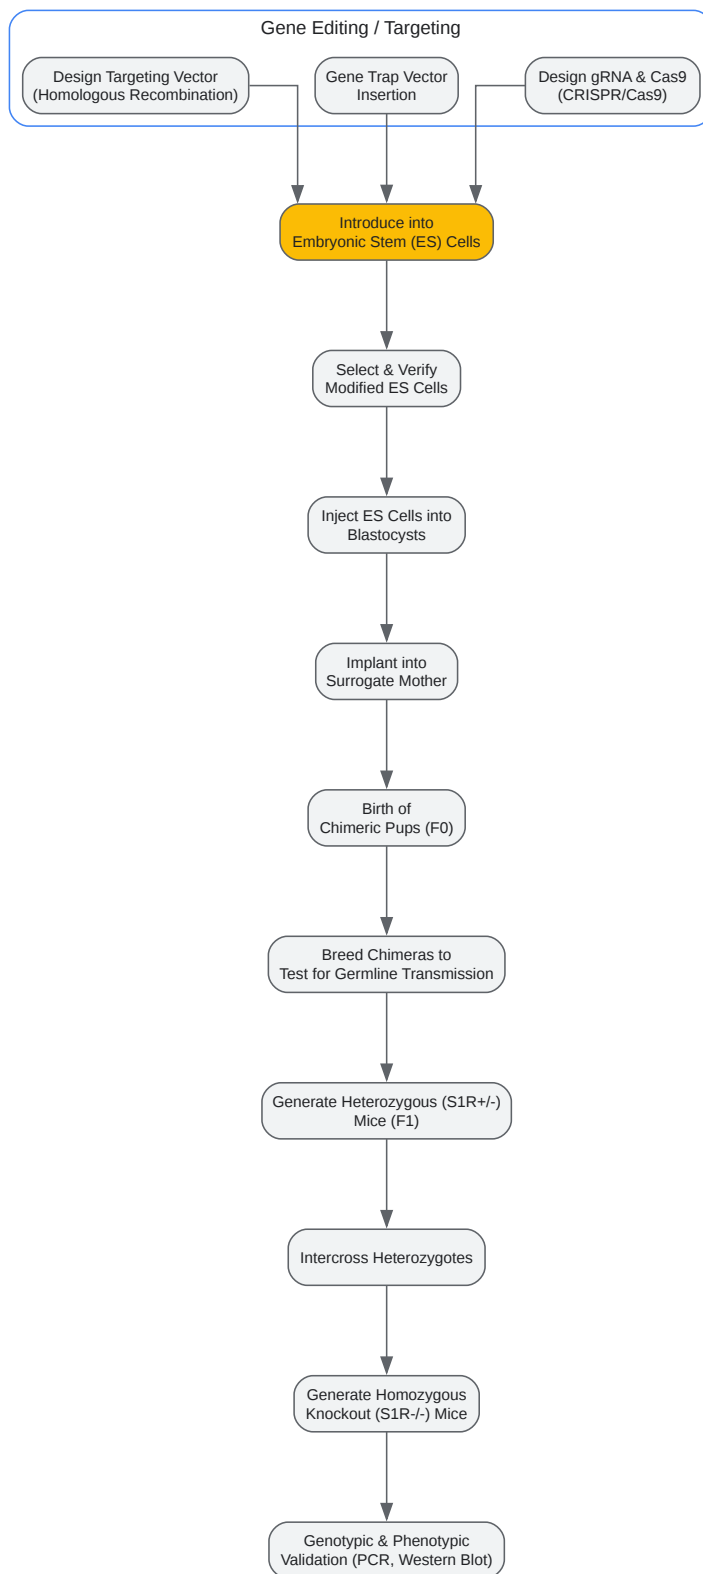 Gene Editing / Targeting
Design Targeting Vector
(Homologous Recombination)
Gene Trap Vector
Insertion
Design gRNA & Cas9
(CRISPR/Cas9)
Introduce into
Embryonic Stem (ES) Cells
Select & Verify
Modified ES Cells
Inject ES Cells into
Blastocysts
Implant into
Surrogate Mother
Birth of
Chimeric Pups (F0)
Breed Chimeras to
Test for Germline Transmission
Generate Heterozygous (S1R+/-)
Mice (F1)
Intercross Heterozygotes
Generate Homozygous
Knockout (S1R-/-) Mice
Genotypic & Phenotypic
Validation (PCR, Western Blot)